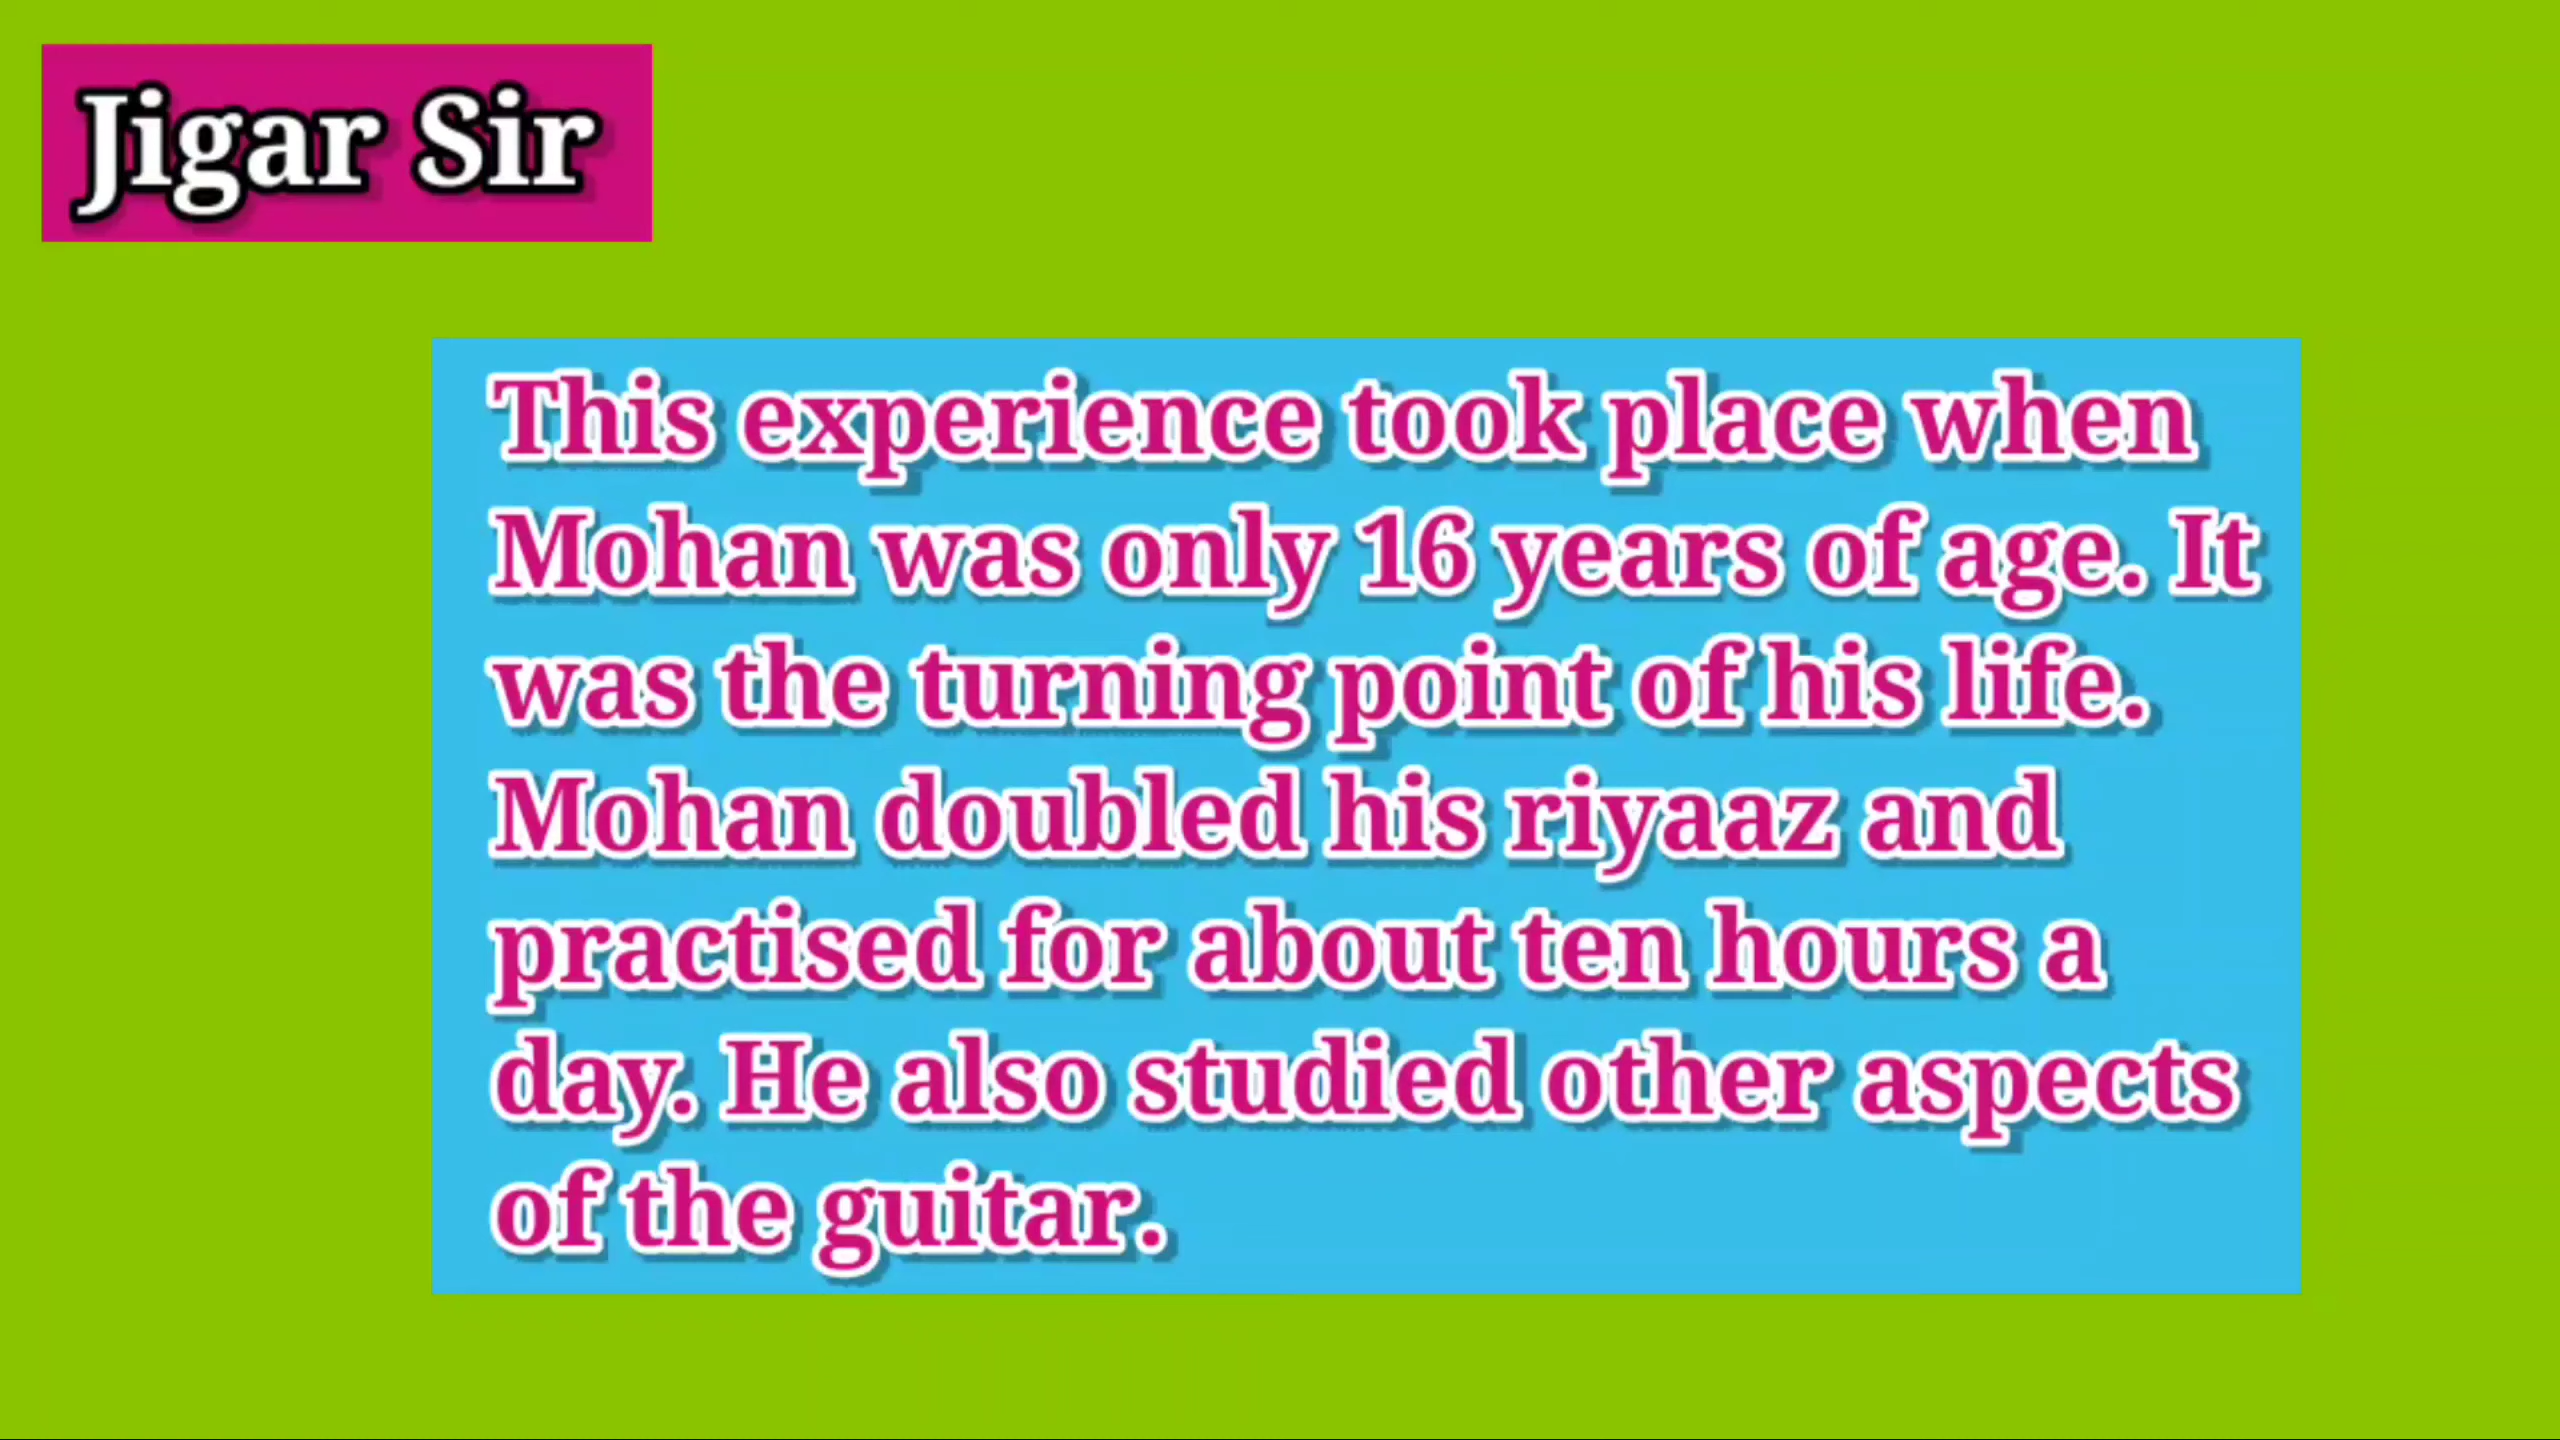 Jigar Sir
This experience took place when
Mohan was only 16 years of age. It
was the turning point of his life.
Mohan doubled his riyaaz and
practised for about ten hours a
day. He also studied other aspects
of the guitar.